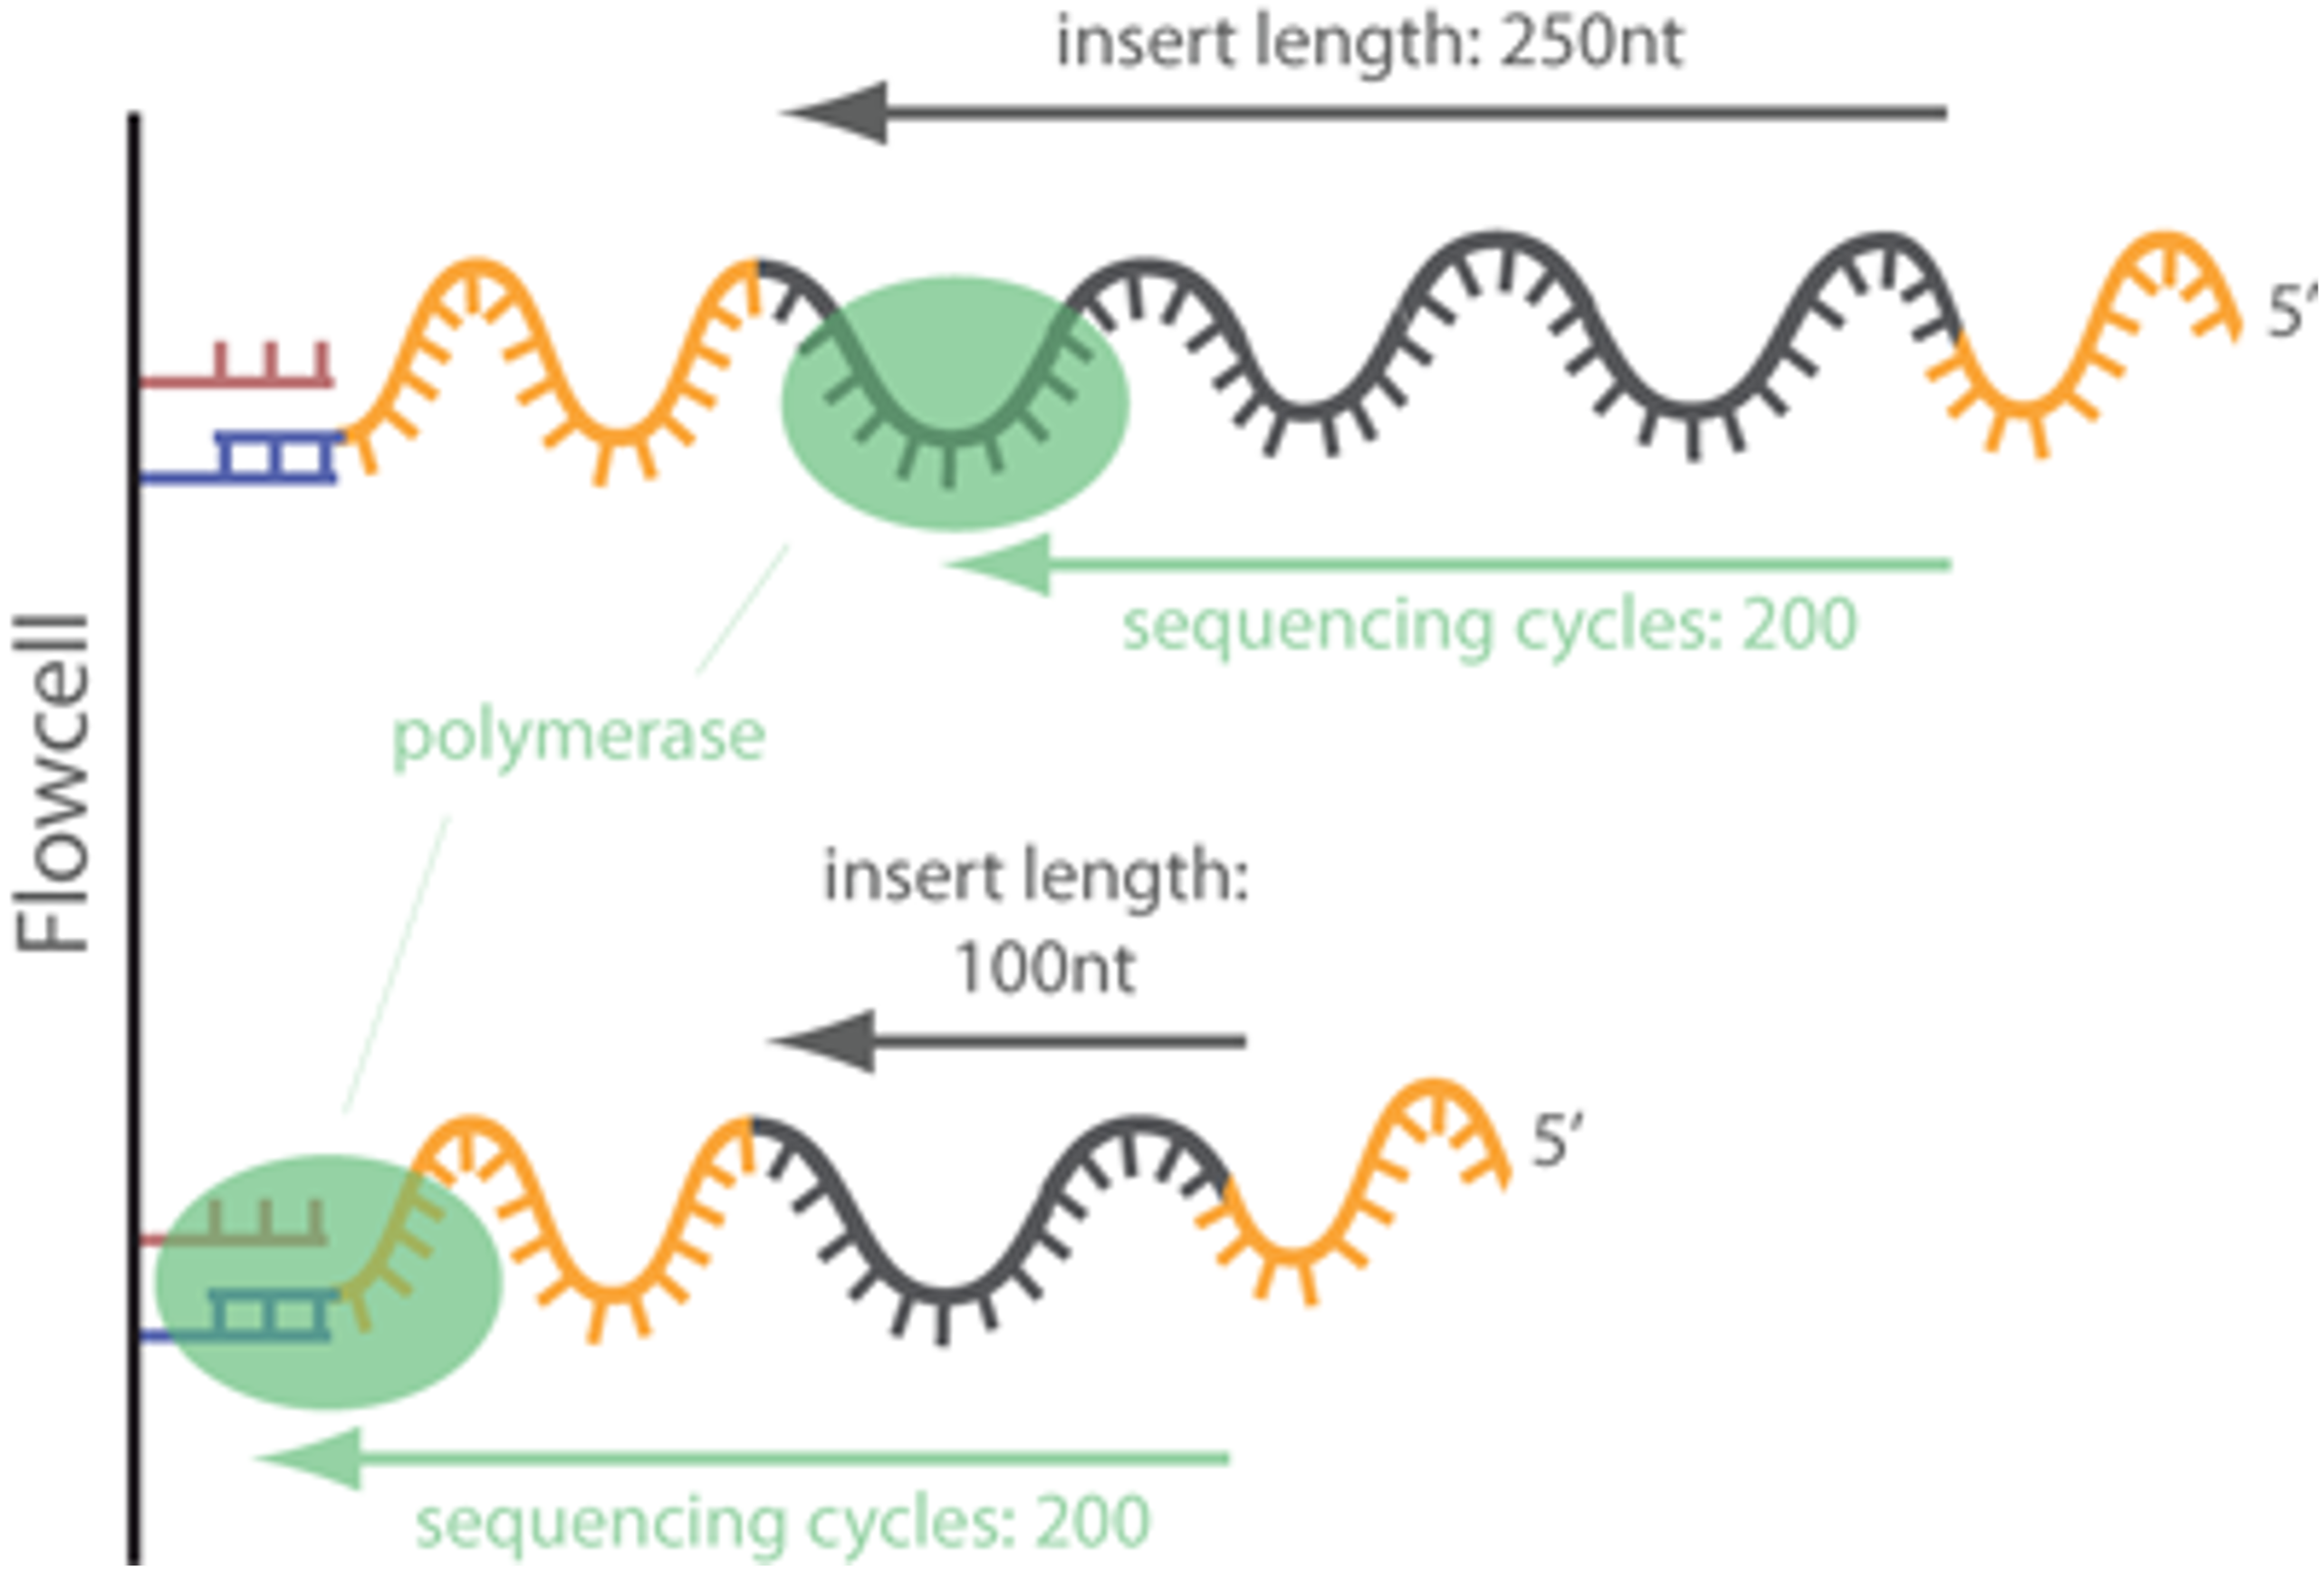 insert length: 250nt
5'
sequencing cycles: 200
Flowcell
polymerase
insert length:
100nt
5'
sequencing cycles: 200